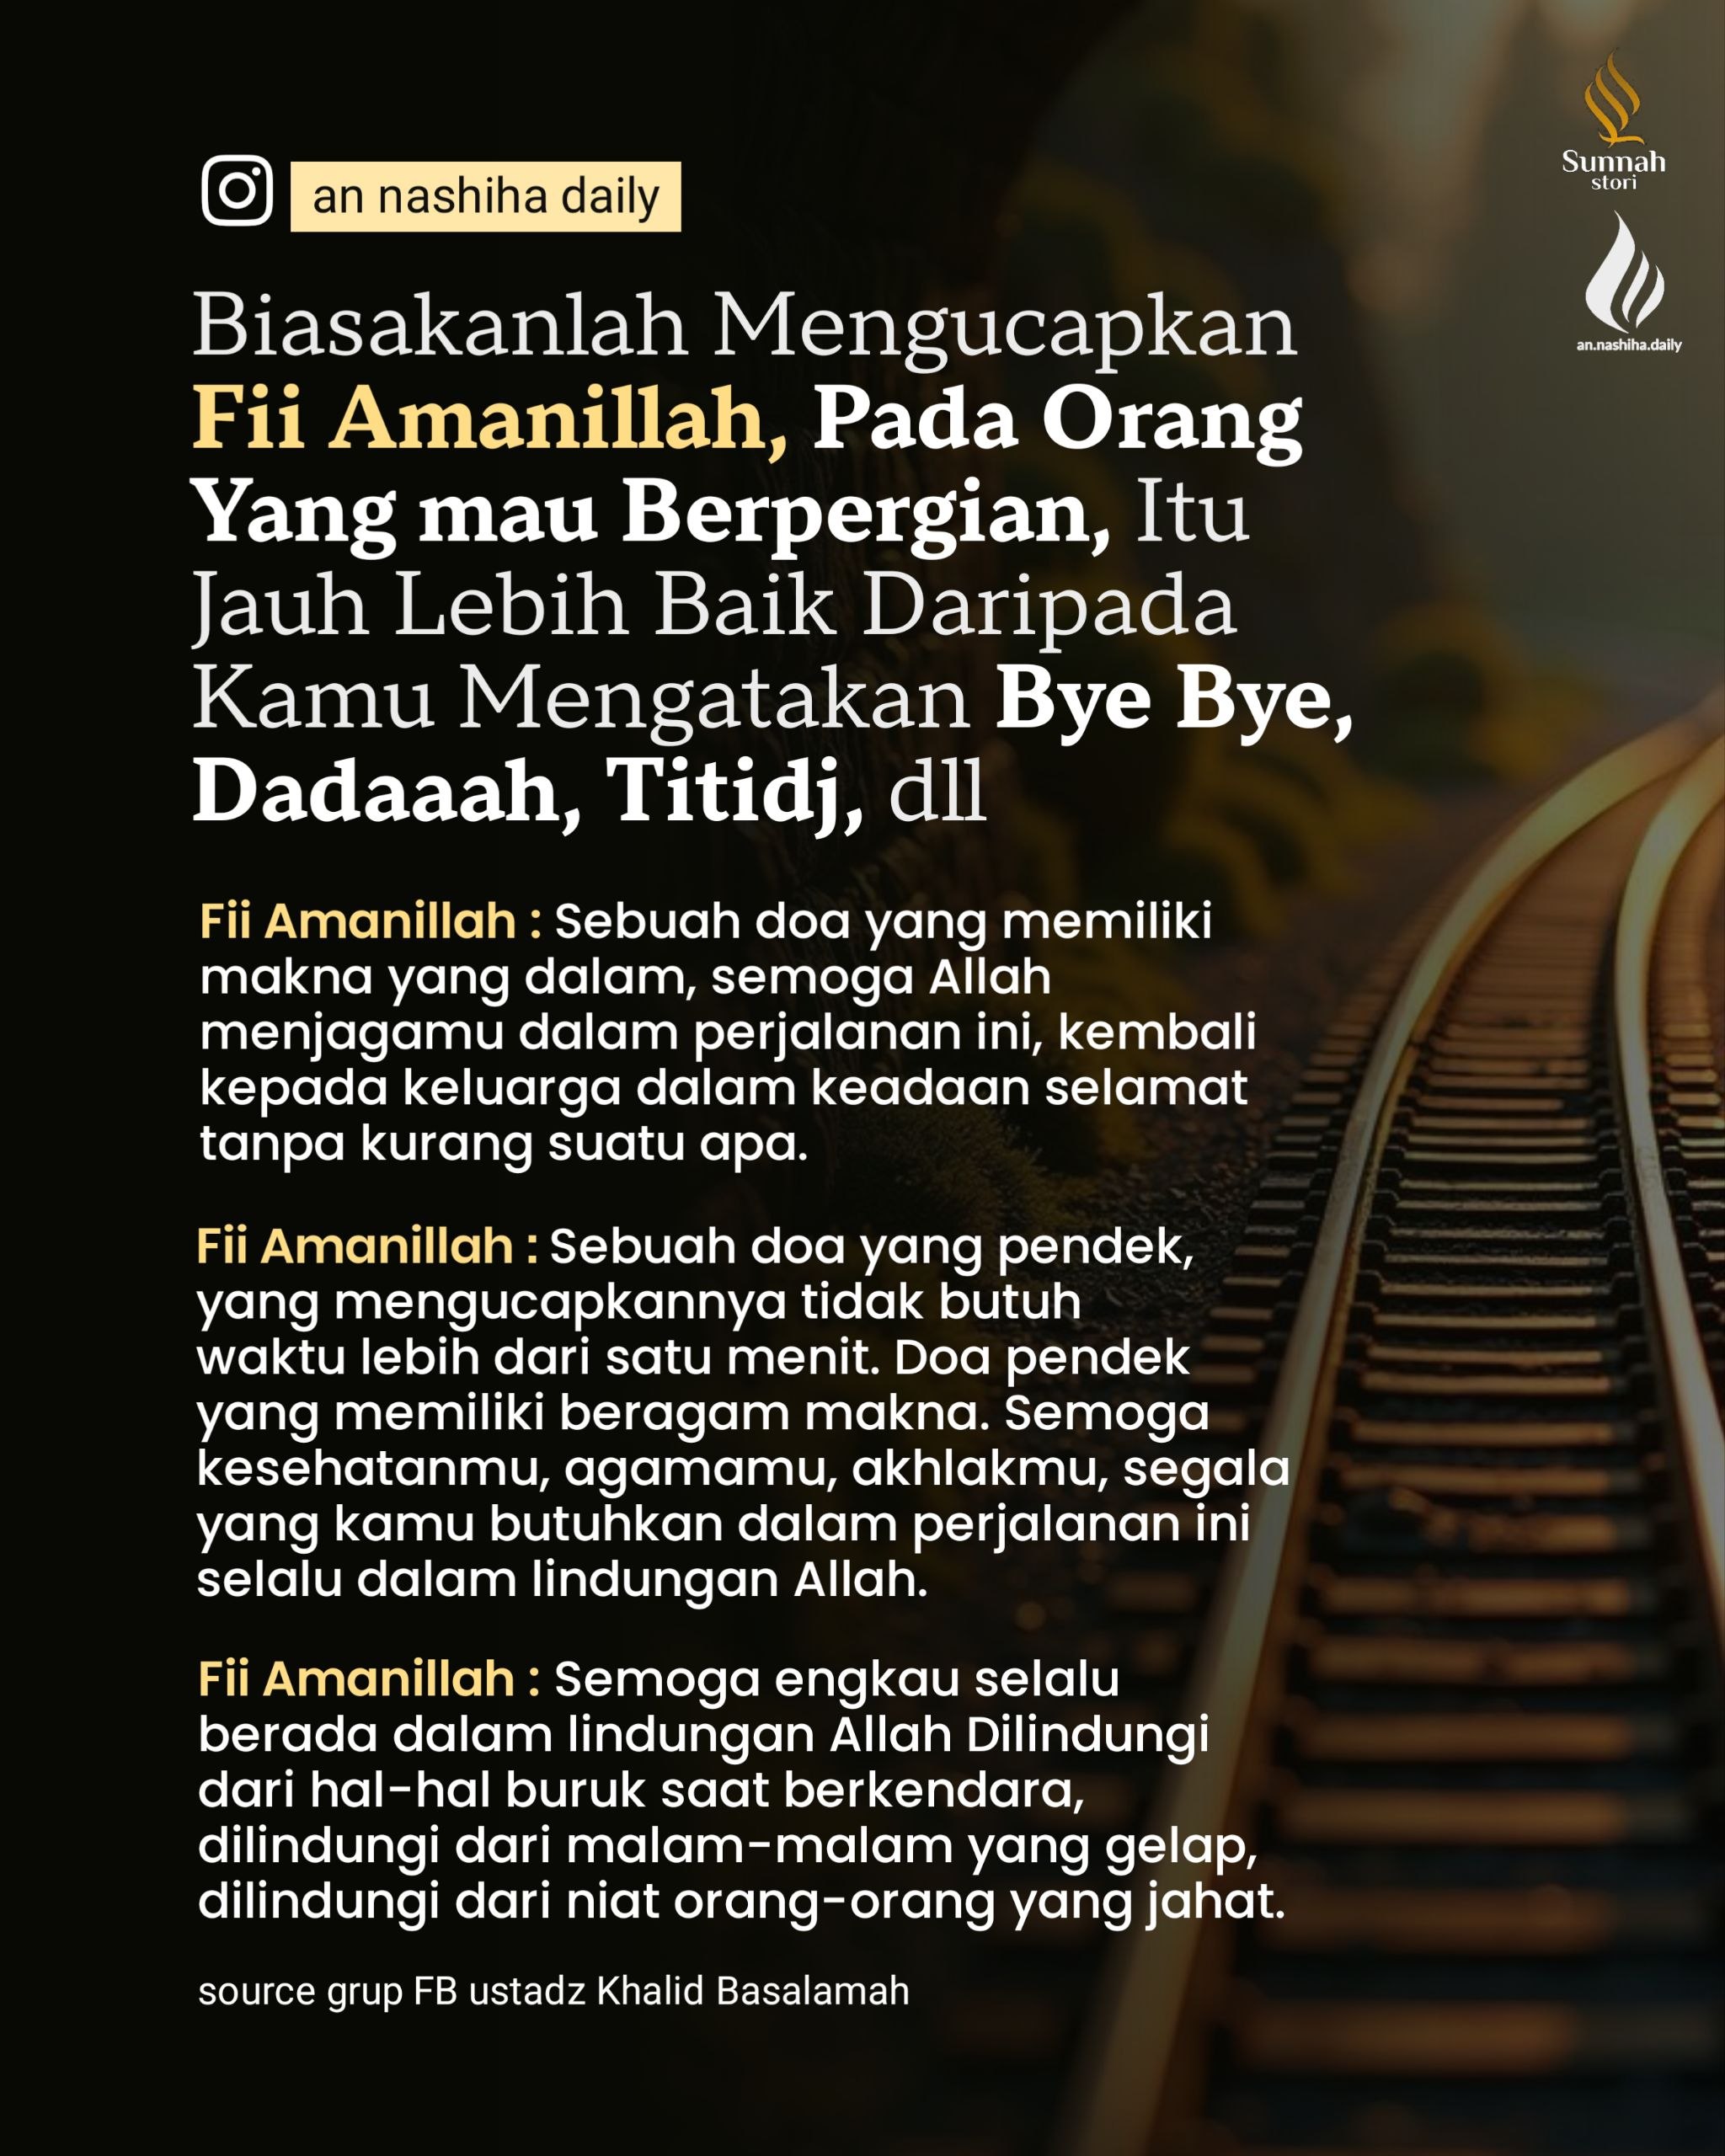 an nashiha daily
Sunnah
stori
an.nashiha.daily
Biasakanlah Mengucapkan
Fii Amanillah, Pada Orang
Yang mau Berpergian, Itu
Jauh Lebih Baik Daripada
Kamu Mengatakan Bye Bye,
Dadaaah, Titidj, dll
Fii Amanillah : Sebuah doa yang memiliki
makna yang dalam, semoga Allah
menjagamu dalam perjalanan ini, kembali
kepada keluarga dalam keadaan selamat
tanpa kurang suatu apa.
Fii Amanillah : Sebuah doa yang pendek,
yang mengucapkannya tidak butuh
waktu lebih dari satu menit. Doa pendek
yang memiliki beragam makna. Semoga
kesehatanmu, agamamu, akhlakmu, segala
yang kamu butuhkan dalam perjalanan ini
selalu dalam lindungan Allah.
Fii Amanillah : Semoga engkau selalu
berada dalam lindungan Allah Dilindungi
dari hal-hal buruk saat berkendara,
dilindungi dari malam-malam yang gelap,
dilindungi dari niat orang-orang yang jahat.
source grup FB ustadz Khalid Basalamah